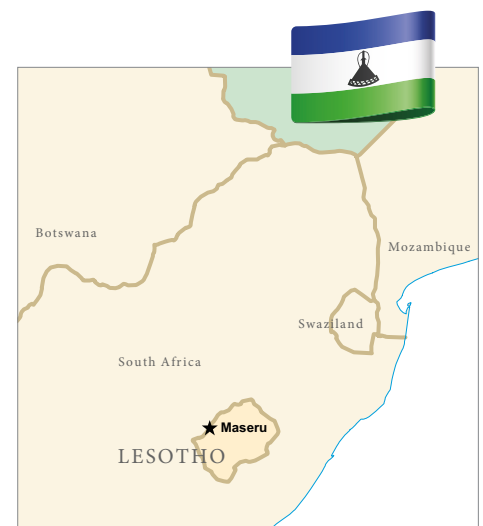 Botswana
Mozambique
Swaziland
South Africa
Maseru
LESOTHO